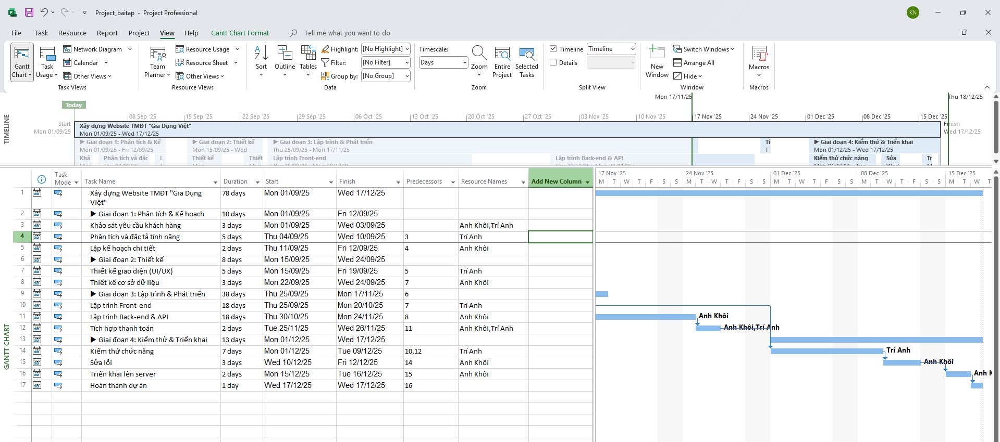 Project_baitap - Project Professional
KN
File Task Resource Report Project View Help Gantt Chart Format Tell me what you want to do
Gantt Chart
Task Usage
Network Diagram
Calendar
Other Views
Task Views
Team Planner
Resource Usage
Resource Sheet
Other Views
Resource Views
Sort
Outline
Tables
Highlight: [No Highlight]
Filter: [No Filter]
Group by: [No Group]
Data
Timescale:
Days
Zoom
Entire Project
Selected Tasks
Zoom
Timeline Timeline
Details
Split View
New Window
Switch Windows
Arrange All
Hide
Window
Macros
Macros
TIMELINE
Mon 17/11/25 Thu 18/12/25
Today
08 Sep '25 15 Sep '25 22 Sep '25 29 Sep '25 06 Oct '25 13 Oct '25 20 Oct '25 27 Oct '25 03 Nov '25 10 Nov '25 17 Nov '25 24 Nov '25 01 Dec '25 08 Dec '25 15 Dec '25
Start
Mon 01/09/25
Xây dựng Website TMĐT "Gia Dụng Việt"
Mon 01/09/25 - Wed 17/12/25
Finish
Wed 17/12/25
▶ Giai đoạn 1: Phân tích & Kế
Mon 01/09/25 - Fri 12/09/25
▶ Giai đoạn 2: Thiết kế
Mon 15/09/25 - Wed
▶ Giai đoạn 3: Lập trình & Phát triển
Thu 25/09/25 - Mon 17/11/25
Tí
T
▶ Giai đoạn 4: Kiểm thử & Triển khai
Mon 01/12/25 - Wed 17/12/25
Khả
Mon
Phân tích và đặc
Thu 04/09/25
L
T
Thiết kế
Mon
Thiết
Mon
Lập trình Front-end
Thu 25/09/25 - Mon 20/10/25
Lập trình Back-end & API
Thu 30/10/25 - Mon 24/11/25
Kiểm thử chức năng
Mon 01/12/25 - Tue
Sửa
Wed
Tr
M
GANTT CHART
Task Mode Task Name Duration Start Finish Predecessors Resource Names Add New Column
17 Nov '25 24 Nov '25 01 Dec '25 08 Dec '25 15 Dec '25
M T W T F S S M T W T F S S M T W T F S S M T W T F S S M T W T
1 Xây dựng Website TMĐT "Gia Dụng Việt" 78 days Mon 01/09/25 Wed 17/12/25
2 ▶ Giai đoạn 1: Phân tích & Kế hoạch 10 days Mon 01/09/25 Fri 12/09/25
3 Khảo sát yêu cầu khách hàng 3 days Mon 01/09/25 Wed 03/09/25 Anh Khôi,Trí Anh
4 Phân tích và đặc tả tính năng 5 days Thu 04/09/25 Wed 10/09/25 3 Trí Anh
5 Lập kế hoạch chi tiết 2 days Thu 11/09/25 Fri 12/09/25 4 Anh Khôi
6 ▶ Giai đoạn 2: Thiết kế 8 days Mon 15/09/25 Wed 24/09/25
7 Thiết kế giao diện (UI/UX) 5 days Mon 15/09/25 Fri 19/09/25 5 Trí Anh
8 Thiết kế cơ sở dữ liệu 3 days Mon 22/09/25 Wed 24/09/25 7 Anh Khôi
9 ▶ Giai đoạn 3: Lập trình & Phát triển 38 days Thu 25/09/25 Mon 17/11/25 6
10 Lập trình Front-end 18 days Thu 25/09/25 Mon 20/10/25 7 Trí Anh
11 Lập trình Back-end & API 18 days Thu 30/10/25 Mon 24/11/25 8 Anh Khôi Anh Khôi
12 Tích hợp thanh toán 2 days Tue 25/11/25 Wed 26/11/25 11 Anh Khôi,Trí Anh Anh Khôi,Trí Anh
13 ▶ Giai đoạn 4: Kiểm thử & Triển khai 13 days Mon 01/12/25 Wed 17/12/25
14 Kiểm thử chức năng 7 days Mon 01/12/25 Tue 09/12/25 10,12 Trí Anh Trí Anh
15 Sửa lỗi 3 days Wed 10/12/25 Fri 12/12/25 14 Anh Khôi Anh Khôi
16 Triển khai lên server 2 days Mon 15/12/25 Tue 16/12/25 15 Anh Khôi Anh K
17 Hoàn thành dự án 1 day Wed 17/12/25 Wed 17/12/25 16